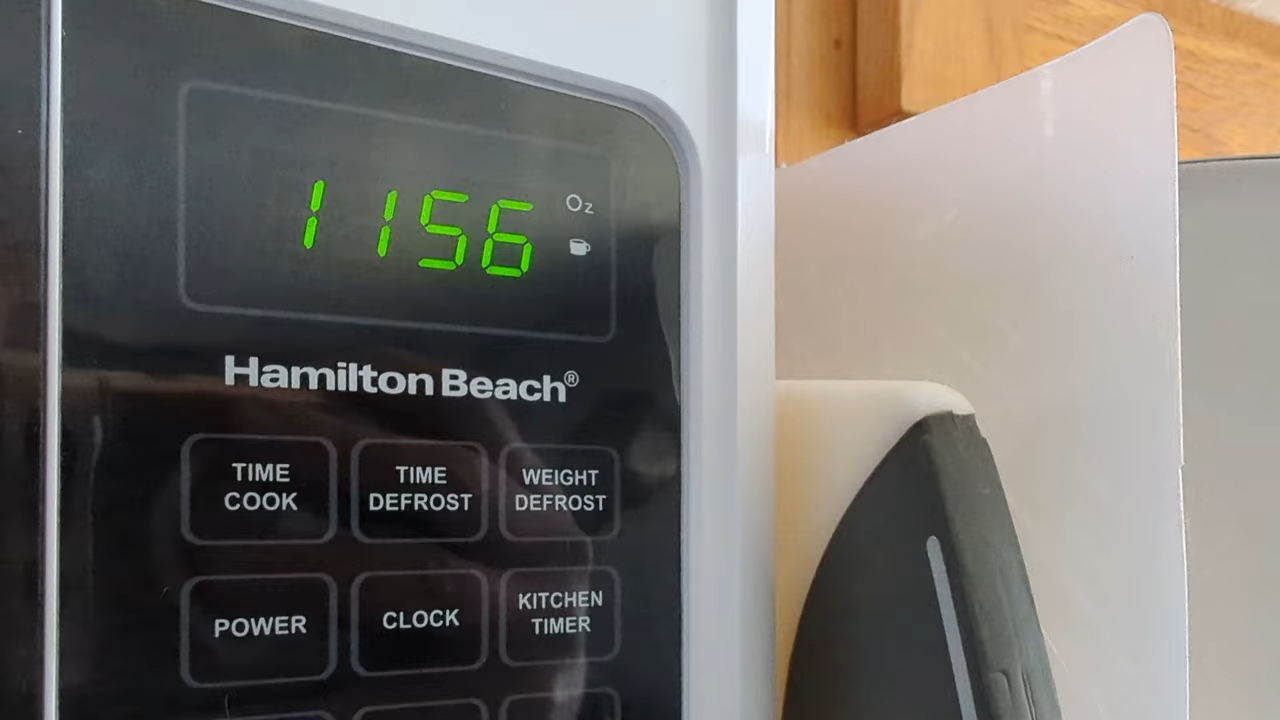 1156
Oz
Hamilton Beach®
TIME COOK
TIME DEFROST
WEIGHT DEFROST
POWER
CLOCK
KITCHEN TIMER